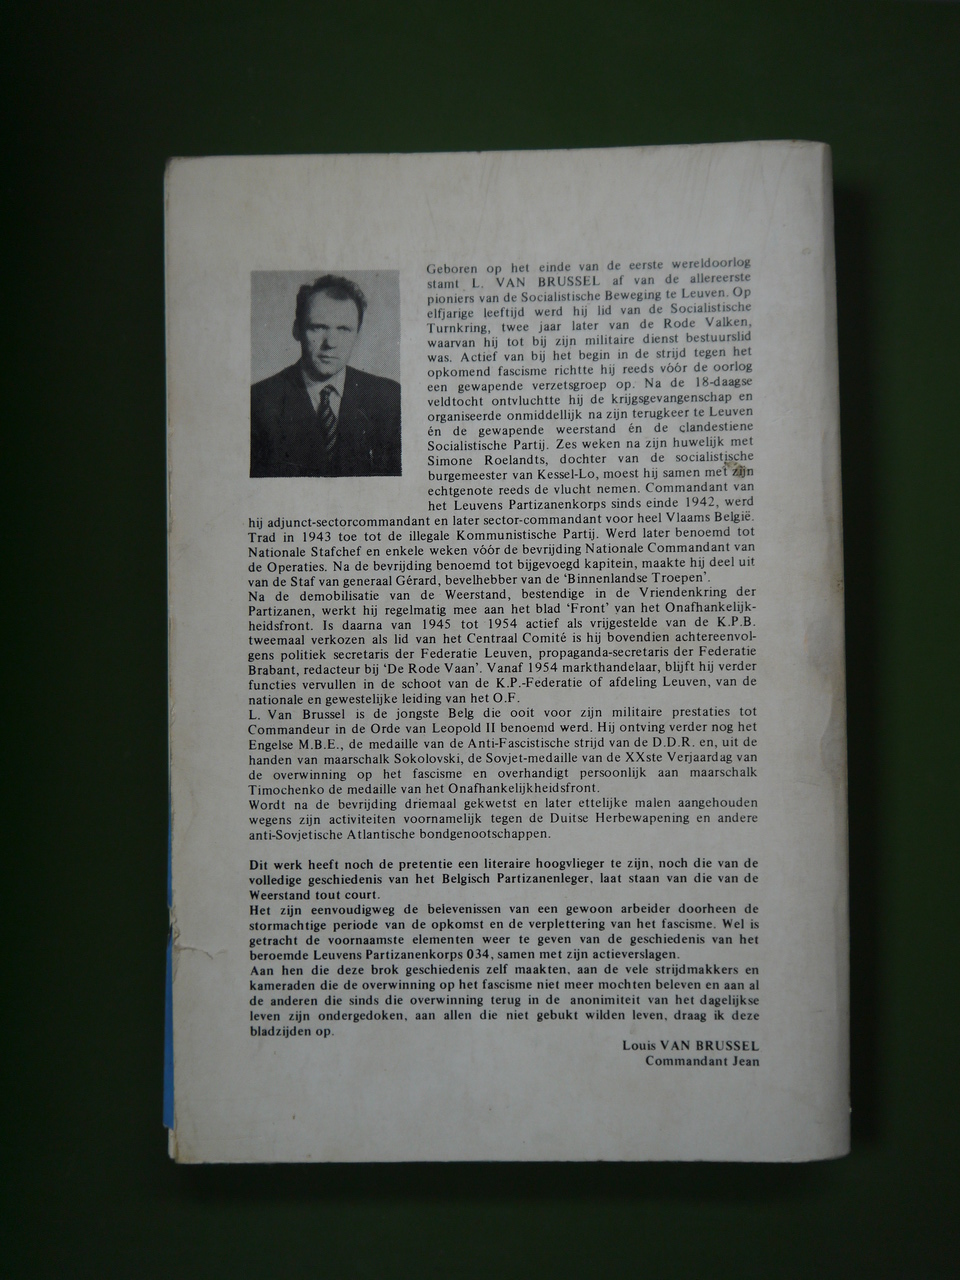 Geboren op het einde van de eerste wereldoorlog
stamt L. VAN BRUSSEL af van de allereerste
pioniers van de Socialistische Beweging te Leuven. Op
elfjarige leeftijd werd hij lid van de Socialistische
Turnkring, twee jaar later van de Rode Valken,
waarvan hij tot bij zijn militaire dienst bestuurslid
was. Actief van bij het begin in de strijd tegen het
opkomend fascisme richtte hij reeds vóór de oorlog
een gewapende verzetsgroep op. Na de 18-daagse
veldtocht ontvluchtte hij de krijgsgevangenschap en
organiseerde onmiddellijk na zijn terugkeer te Leuven
én de gewapende weerstand én de clandestiene
Socialistische Partij. Zes weken na zijn huwelijk met
Simone Roelandts, dochter van de socialistische
burgemeester van Kessel-Lo, moest hij samen met zijn
echtgenote reeds de vlucht nemen. Commandant van
het Leuvens Partizanenkorps sinds einde 1942, werd
hij adjunct-sectorcommandant en later sector-commandant voor heel Vlaams België.
Trad in 1943 toe tot de illegale Kommunistische Partij. Werd later benoemd tot
Nationale Stafchef en enkele weken vóór de bevrijding Nationale Commandant van
de Operaties. Na de bevrijding benoemd tot bijgevoegd kapitein, maakte hij deel uit
van de Staf van generaal Gérard, bevelhebber van de ‘Binnenlandse Troepen’.
Na de demobilisatie van de Weerstand, bestendige in de Vriendenkring der
Partizanen, werkt hij regelmatig mee aan het blad ‘Front’ van het Onafhankelijk-
heidsfront. Is daarna van 1945 tot 1954 actief als vrijgestelde van de K.P.B.
tweemaal verkozen als lid van het Centraal Comité is hij bovendien achtereenvol-
gens politiek secretaris der Federatie Leuven, propaganda-secretaris der Federatie
Brabant, redacteur bij ‘De Rode Vaan’. Vanaf 1954 markthandelaar, blijft hij verder
functies vervullen in de schoot van de K.P.-Federatie of afdeling Leuven, van de
nationale en gewestelijke leiding van het O.F.
L. Van Brussel is de jongste Belg die ooit voor zijn militaire prestaties tot
Commandeur in de Orde van Leopold II benoemd werd. Hij ontving verder nog het
Engelse M.B.E., de medaille van de Anti-Fascistische strijd van de D.D.R. en, uit de
handen van maarschalk Sokolovski, de Sovjet-medaille van de XXste Verjaardag van
de overwinning op het fascisme en overhandigt persoonlijk aan maarschalk
Timochenko de medaille van het Onafhankelijkheidsfront.
Wordt na de bevrijding driemaal gekwetst en later ettelijke malen aangehouden
wegens zijn activiteiten voornamelijk tegen de Duitse Herbewapening en andere
anti-Sovjetische Atlantische bondgenootschappen.
Dit werk heeft noch de pretentie een literaire hoogvlieger te zijn, noch die van de
volledige geschiedenis van het Belgisch Partizanenleger, laat staan van die van de
Weerstand tout court.
Het zijn eenvoudigweg de belevenissen van een gewoon arbeider doorheen de
stormachtige periode van de opkomst en de verplettering van het fascisme. Wel is
getracht de voornaamste elementen weer te geven van de geschiedenis van het
beroemde Leuvens Partizanenkorps 034, samen met zijn actieverslagen.
Aan hen die deze brok geschiedenis zelf maakten, aan de vele strijdmakkers en
kameraden die de overwinning op het fascisme niet meer mochten beleven en aan al
de anderen die sinds die overwinning terug in de anonimiteit van het dagelijkse
leven zijn ondergedoken, aan allen die niet gebukt wilden leven, draag ik deze
bladzijden op.
Louis VAN BRUSSEL
Commandant Jean